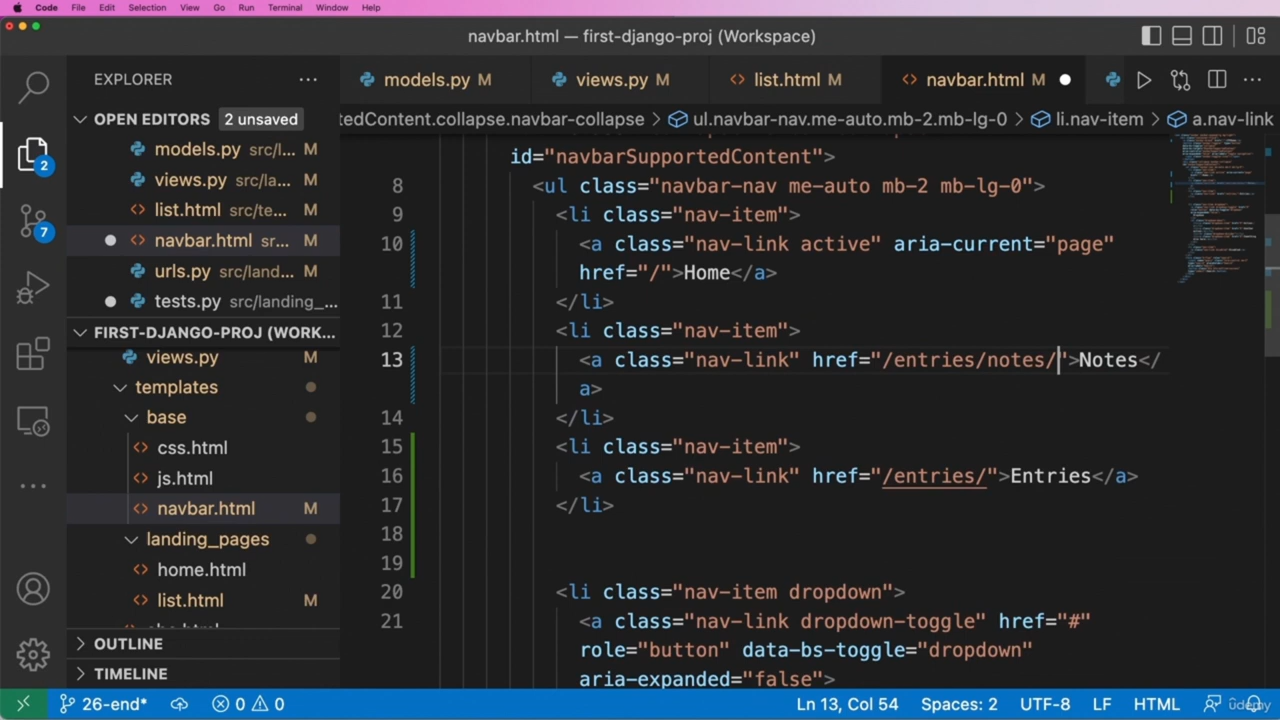 Code File Edit Selection View Go Run Terminal Window Help
navbar.html — first-django-proj (Workspace)
EXPLORER
models.py M views.py M list.html M navbar.html M
OPEN EDITORS 2 unsaved
tedContent.collapse.navbar-collapse > ul.navbar-nav.me-auto.mb-2.mb-lg-0 > li.nav-item > a.nav-link
models.py src/l... M
views.py src/la... M
list.html src/te... M
navbar.html sr... M
urls.py src/land... M
tests.py src/landing_...
2
7
FIRST-DJANGO-PROJ (WORK...
views.py M
templates
base
css.html
js.html
navbar.html M
landing_pages
home.html
list.html M
OUTLINE
TIMELINE
id="navbarSupportedContent">
8 <ul class="navbar-nav me-auto mb-2 mb-lg-0">
9 <li class="nav-item">
10 <a class="nav-link active" aria-current="page"
href="/">Home</a>
11 </li>
12 <li class="nav-item">
13 <a class="nav-link" href="/entries/notes/">Notes</
a>
14 </li>
15 <li class="nav-item">
16 <a class="nav-link" href="/entries/">Entries</a>
17 </li>
18
19
20 <li class="nav-item dropdown">
21 <a class="nav-link dropdown-toggle" href="#"
role="button" data-bs-toggle="dropdown"
aria-expanded="false">
26-end* 0 0 Ln 13, Col 54 Spaces: 2 UTF-8 LF HTML
udemy